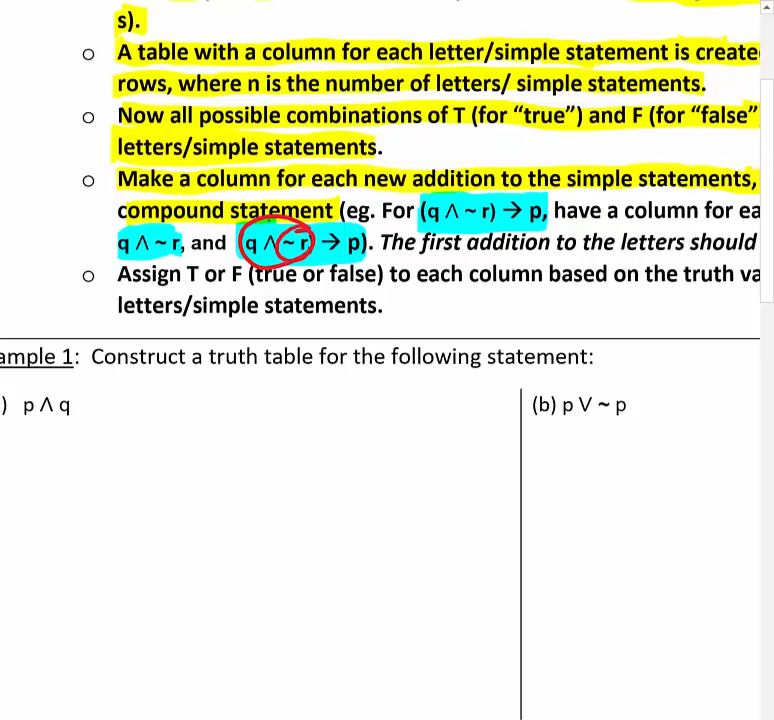 s).
o A table with a column for each letter/simple statement is create
rows, where n is the number of letters/ simple statements.
o Now all possible combinations of T (for “true”) and F (for “false”
letters/simple statements.
o Make a column for each new addition to the simple statements,
compound statement (eg. For (q ∧ ~ r) → p, have a column for ea
q ∧ ~ r, and (q ∧ ~ r) → p). The first addition to the letters should
o Assign T or F (true or false) to each column based on the truth va
letters/simple statements.
ample 1: Construct a truth table for the following statement:
) p ∧ q
(b) p ∨ ~ p